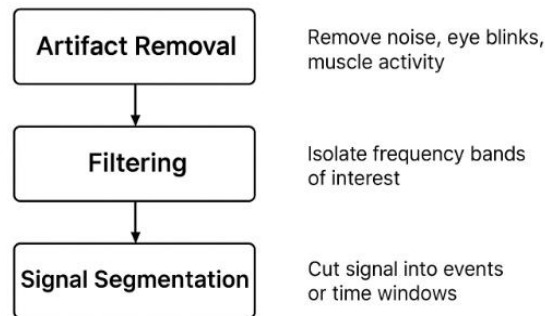 Artifact Removal
Remove noise, eye blinks,
muscle activity
Filtering
Isolate frequency bands
of interest
Signal Segmentation
Cut signal into events
or time windows